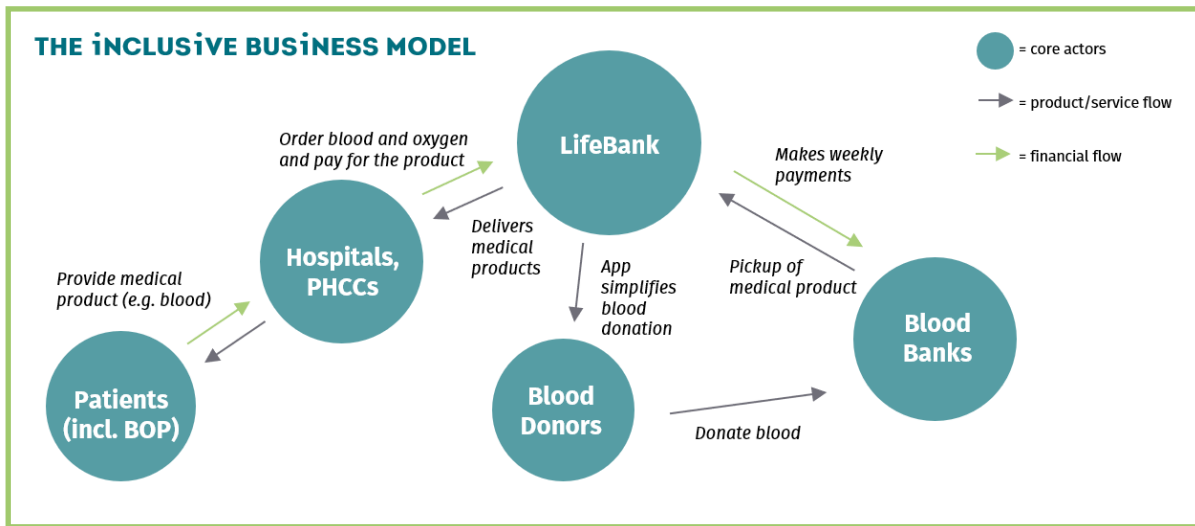 THE iNCLUSiVE BUSiNESS MODEL
= core actors
= product/service flow
= financial flow
Order blood and oxygen
and pay for the product
LifeBank
Makes weekly
payments
Delivers
medical
products
Hospitals,
PHCCs
App
simplifies
blood
donation
Pickup of
medical product
Provide medical
product (e.g. blood)
Blood
Banks
Patients
(incl. BOP)
Blood
Donors
Donate blood